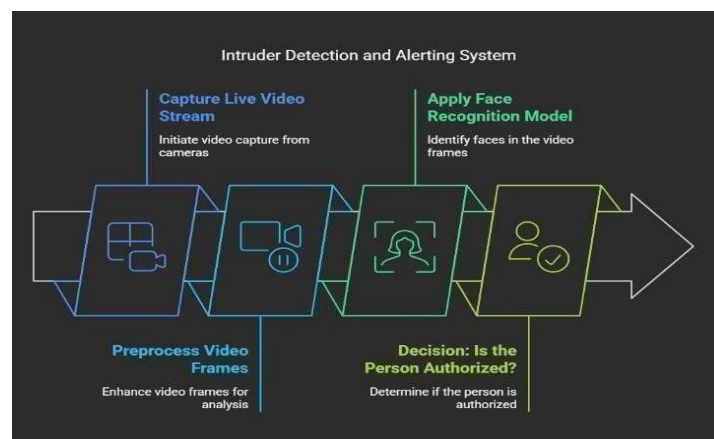 Intruder Detection and Alerting System
Capture Live Video
Stream
Initiate video capture from
cameras
Apply Face
Recognition Model
Identify faces in the video
frames
Preprocess Video
Frames
Enhance video frames for
analysis
Decision: Is the
Person Authorized?
Determine if the person is
authorized